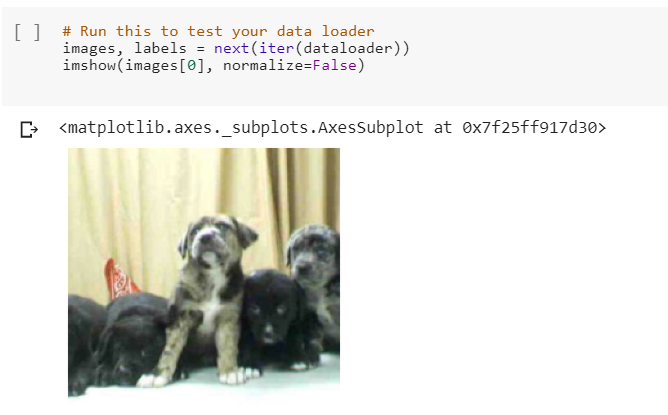 [ ] # Run this to test your data loader
images, labels = next(iter(dataloader))
imshow(images[0], normalize=False)
<matplotlib.axes._subplots.AxesSubplot at 0x7f25ff917d30>